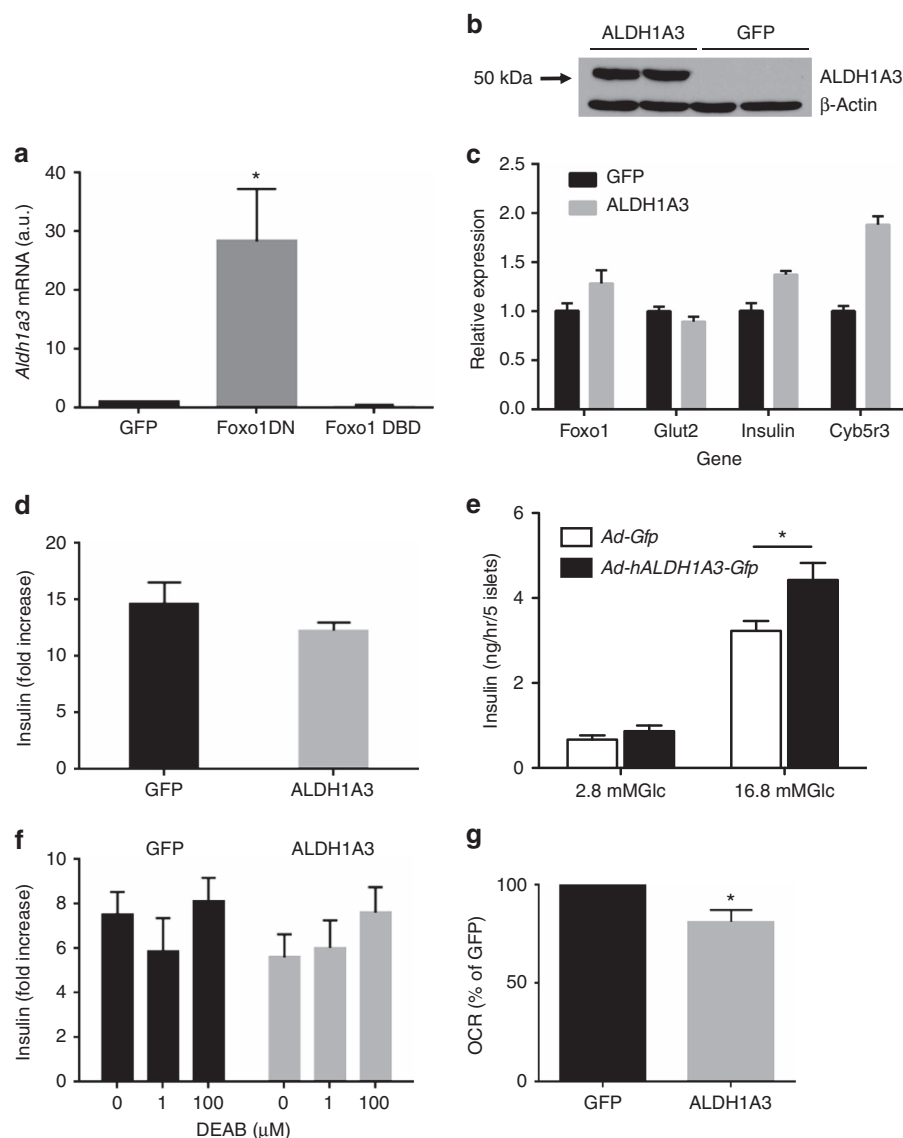 b
ALDH1A3 GFP
50 kDa ALDH1A3
β-Actin
a
40
30
20
10
0
Aldh1a3 mRNA (a.u.)
*
GFP Foxo1DN Foxo1 DBD
c
2.5
2.0
1.5
1.0
0.5
0.0
Relative expression
GFP
ALDH1A3
Foxo1 Glut2 Insulin Cyb5r3
Gene
d
20
15
10
5
0
Insulin (fold increase)
GFP ALDH1A3
e
6
4
2
0
Insulin (ng/hr/5 islets)
Ad-Gfp
Ad-hALDH1A3-Gfp
*
2.8 mMGlc 16.8 mMGlc
f
GFP ALDH1A3
10
8
6
4
2
0
Insulin (fold increase)
0 1 100 0 1 100
DEAB (µM)
g
100
50
0
OCR (% of GFP)
*
GFP ALDH1A3